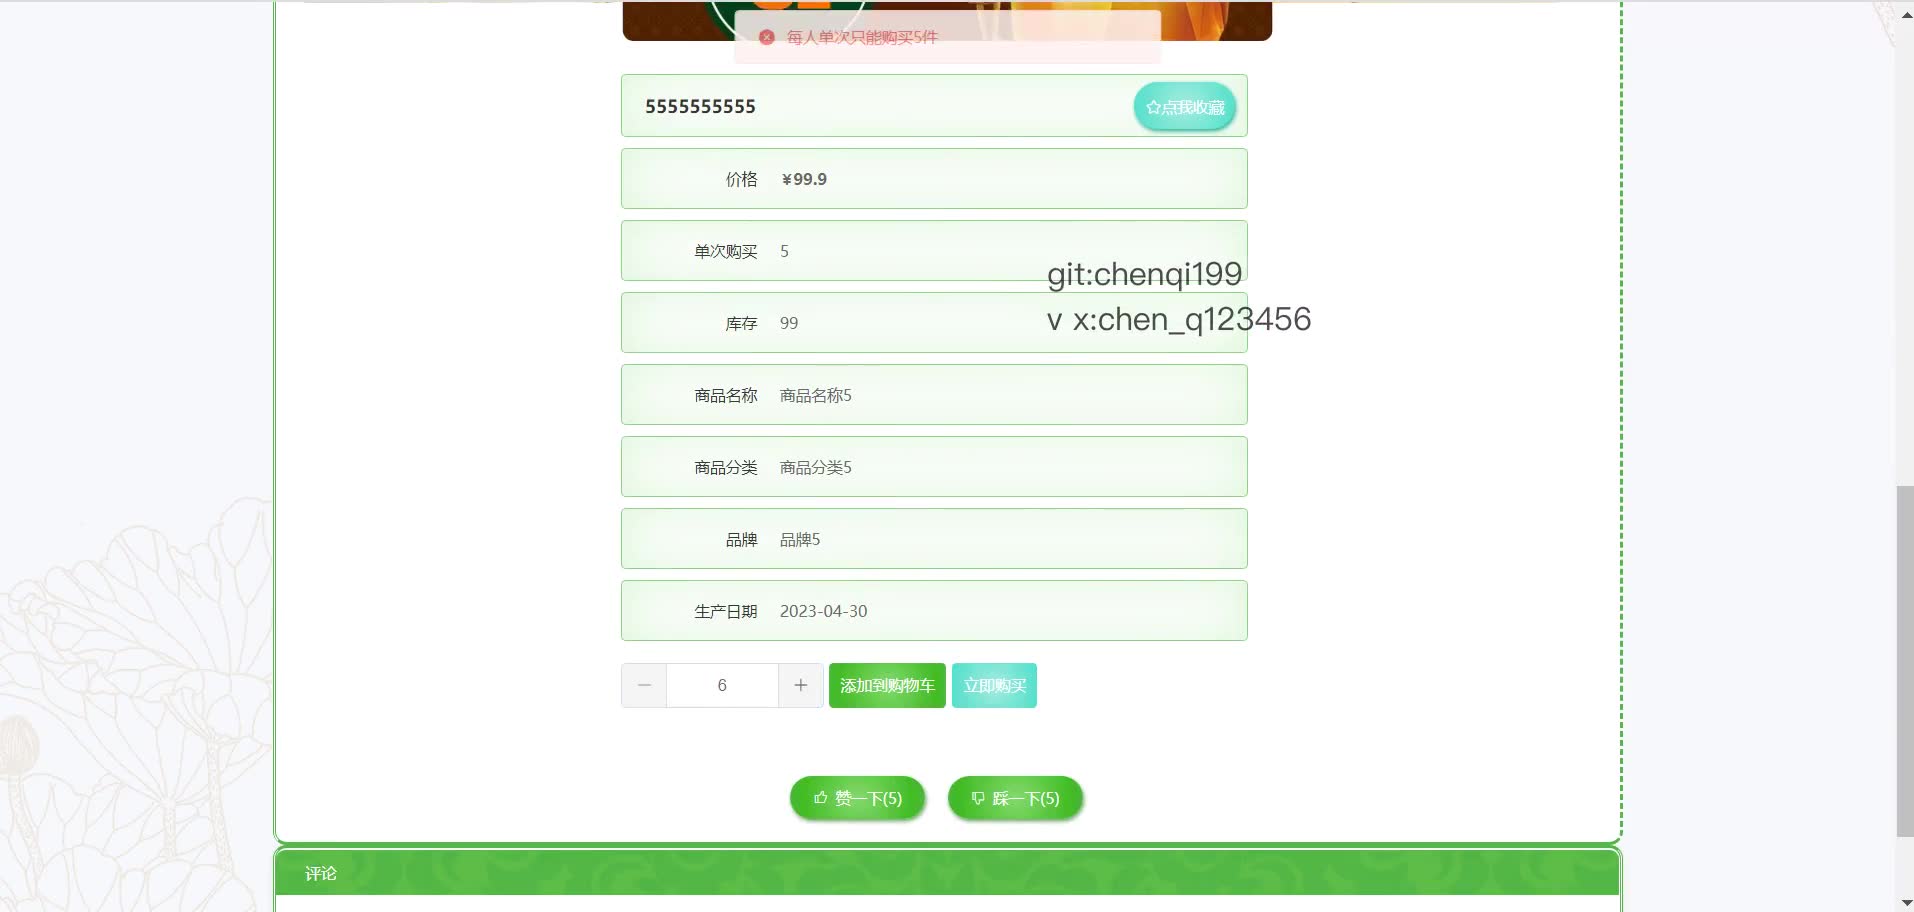 每人单次只能购买5件
5555555555
点我收藏
价格 ¥99.9
单次购买 5
git:chenqi199
库存 99
v x:chen_q123456
商品名称 商品名称5
商品分类 商品分类5
品牌 品牌5
生产日期 2023-04-30
6 添加到购物车 立即购买
赞一下(5) 踩一下(5)
评论